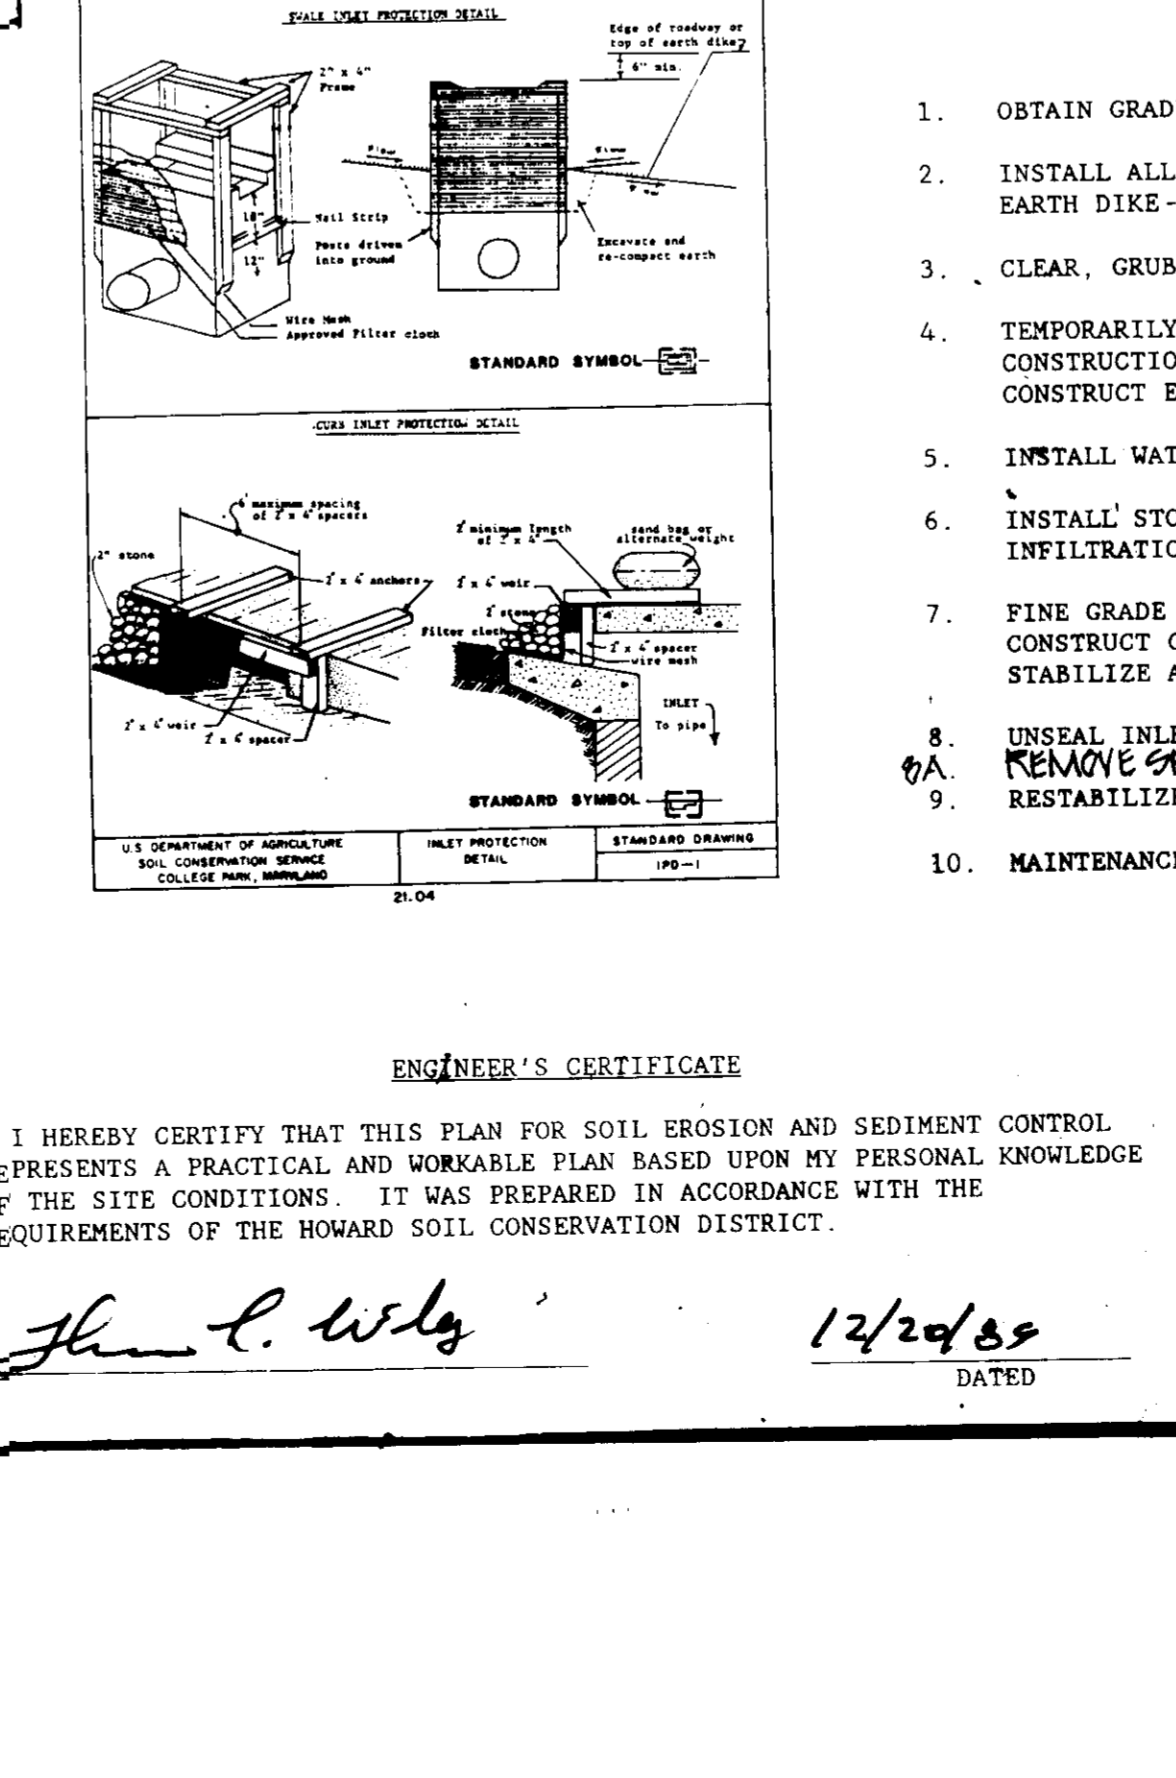 SWALE INLET PROTECTION DETAIL
Edge of roadway or
top of earth dike
6" min.
2" x 4"
Frame
Flow
Flow
Flow
18"
Nail Strip
Posts driven
into ground
12"
Excavate and
re-compact earth
Wire Mesh
Approved Filter cloth
STANDARD SYMBOL
CURB INLET PROTECTION DETAIL
6' maximum spacing
of 2" x 4" spacers
2" stone
2" x 4" anchors
2" x 4" weir
2" x 4" spacer
2' minimum length
of 2" x 4"
sand bag or
alternate weight
2" x 4" weir
2" stone
Filter cloth
2" x 4" spacer
wire mesh
INLET
To pipe
STANDARD SYMBOL
U.S DEPARTMENT OF AGRICULTURE
SOIL CONSERVATION SERVICE
COLLEGE PARK, MARYLAND
INLET PROTECTION
DETAIL
STANDARD DRAWING
IPD-1
21.04
1. OBTAIN GRAD
2. INSTALL ALL
EARTH DIKE-
3. CLEAR, GRUB
4. TEMPORARILY
CONSTRUCTIO
CONSTRUCT E
5. INSTALL WAT
6. INSTALL STO
INFILTRATIO
7. FINE GRADE
CONSTRUCT C
STABILIZE A
8. UNSEAL INLE
8A. REMOVE
9. RESTABILIZE
10. MAINTENANCE
ENGINEER'S CERTIFICATE
I HEREBY CERTIFY THAT THIS PLAN FOR SOIL EROSION AND SEDIMENT CONTROL
EPRESENTS A PRACTICAL AND WORKABLE PLAN BASED UPON MY PERSONAL KNOWLEDGE
F THE SITE CONDITIONS. IT WAS PREPARED IN ACCORDANCE WITH THE
EQUIREMENTS OF THE HOWARD SOIL CONSERVATION DISTRICT.
12/20/89
DATED